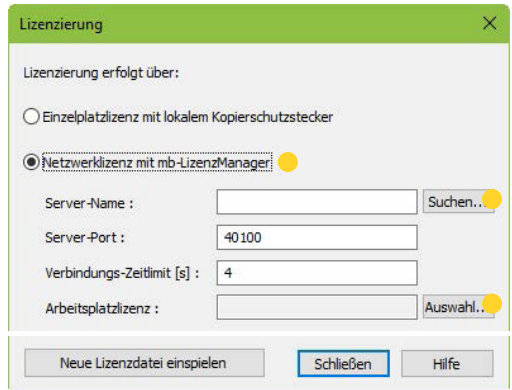 Lizenzierung
Lizenzierung erfolgt über:
Einzelplatzlizenz mit lokalem Kopierschutzstecker
Netzwerklizenz mit mb-LizenzManager
Server-Name :
Suchen...
Server-Port :
40100
Verbindungs-Zeitlimit [s] :
4
Arbeitsplatzlizenz :
Auswahl...
Neue Lizenzdatei einspielen
Schließen
Hilfe